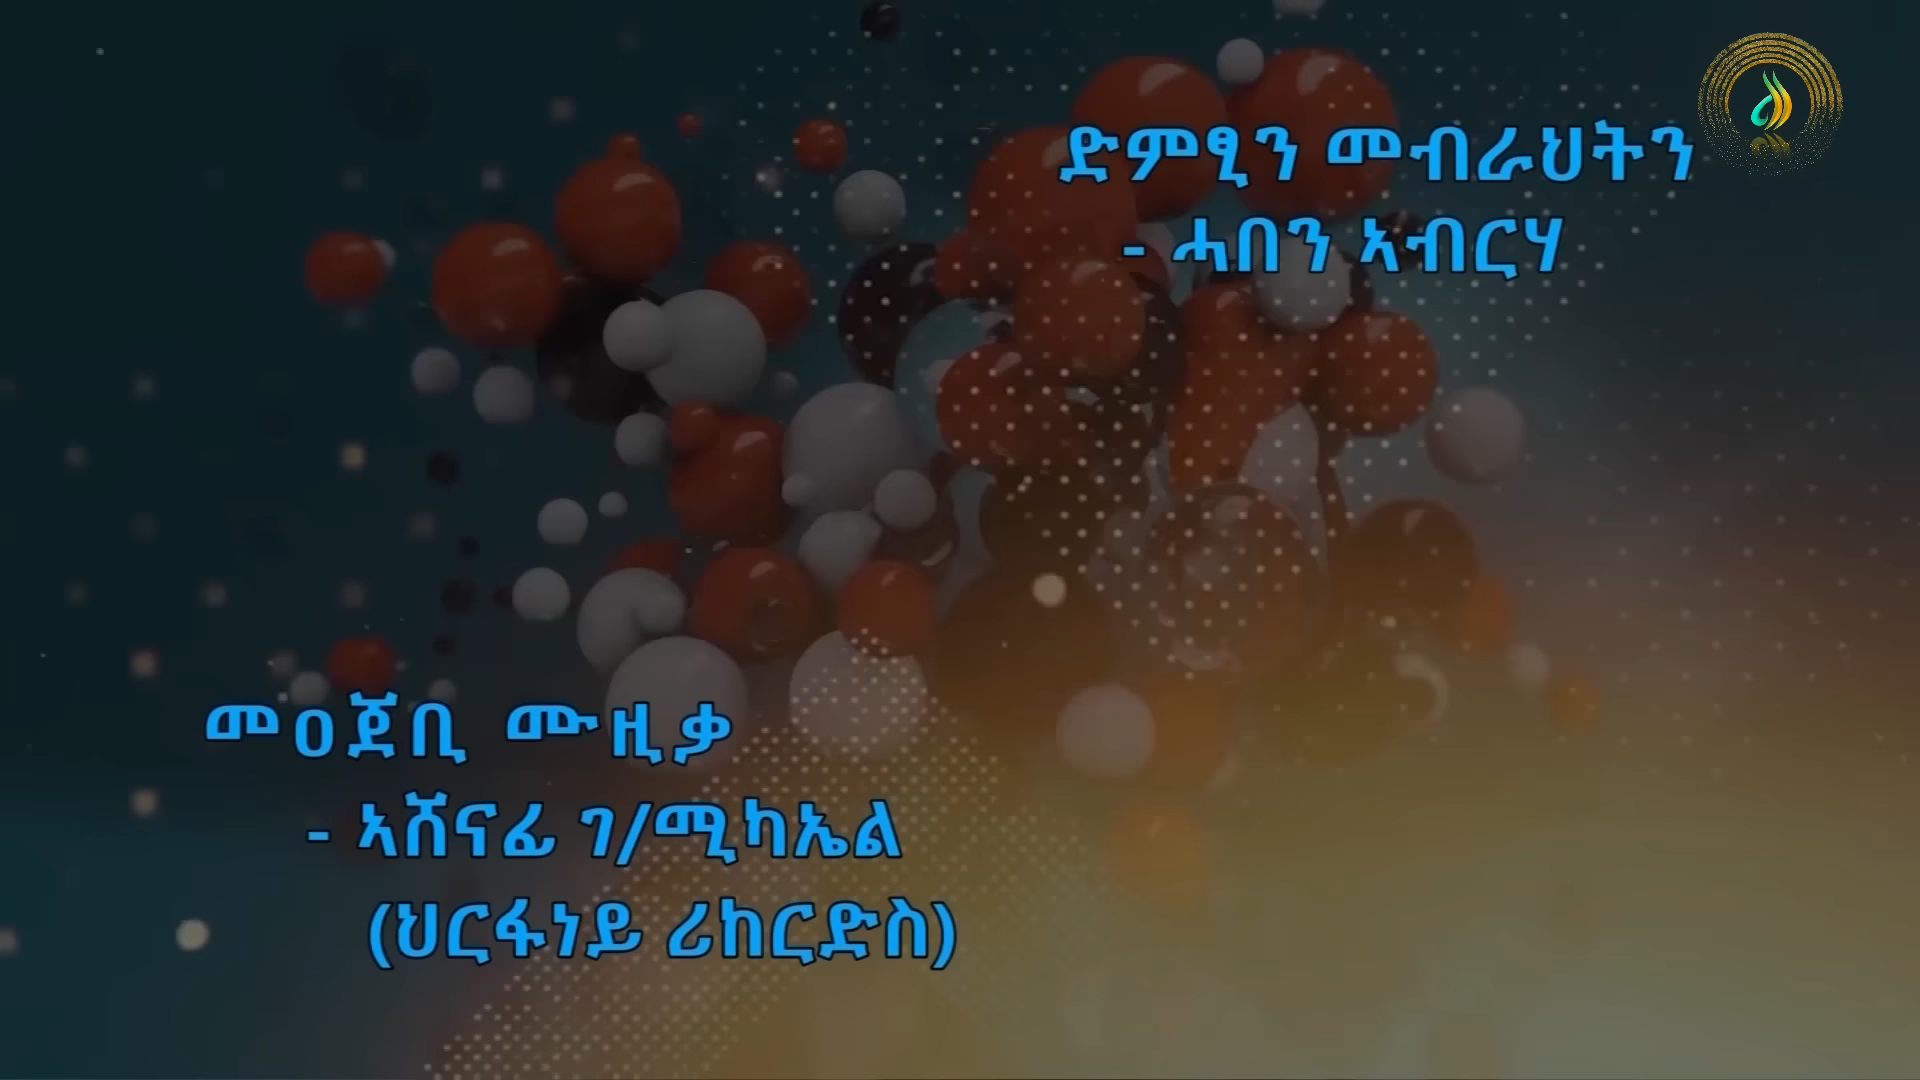 ድምፂን መብራህትን
- ሓበን ኣብርሃ
መዐጀቢ ሙዚቃ
- ኣሸናፊ ገ/ሚካኤል
(ህርፋነይ ሪከርድስ)